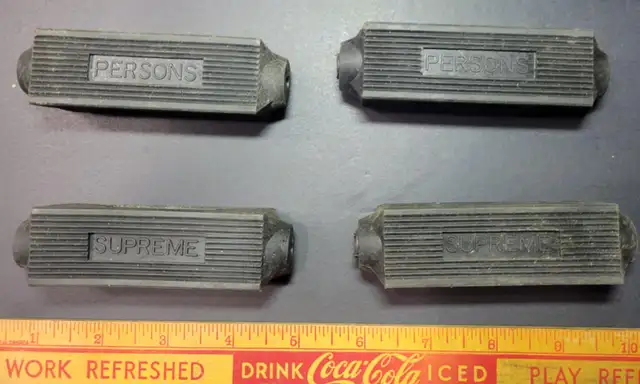 PERSONS PERSONS
SUPREME SUPREME
1 2 3 4 5 6 7 8 9 10
WORK REFRESHED DRINK Coca-Cola ICED PLAY REF